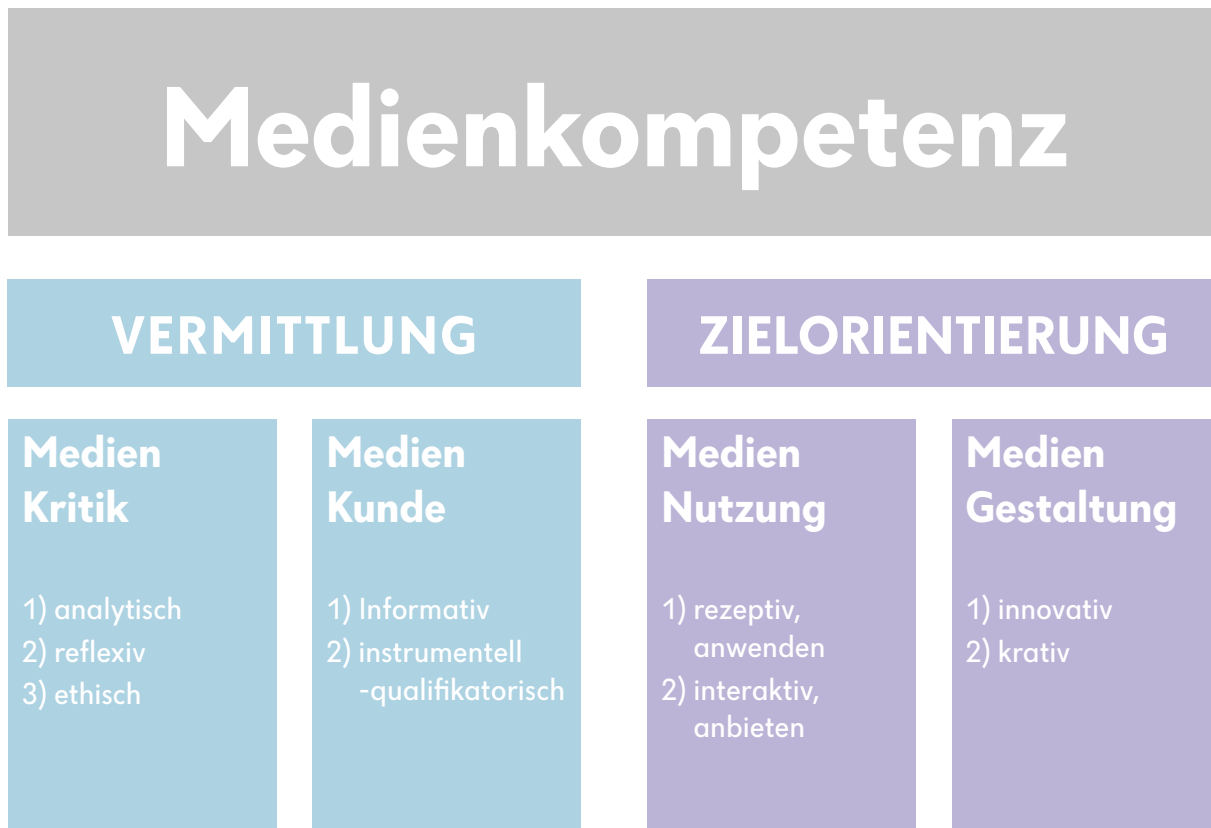 Medienkompetenz
VERMITTLUNG
ZIELORIENTIERUNG
Medien
Kritik
1) analytisch
2) reflexiv
3) ethisch
Medien
Kunde
1) Informativ
2) instrumentell
-qualifikatorisch
Medien
Nutzung
1) rezeptiv,
anwenden
2) interaktiv,
anbieten
Medien
Gestaltung
1) innovativ
2) krativ